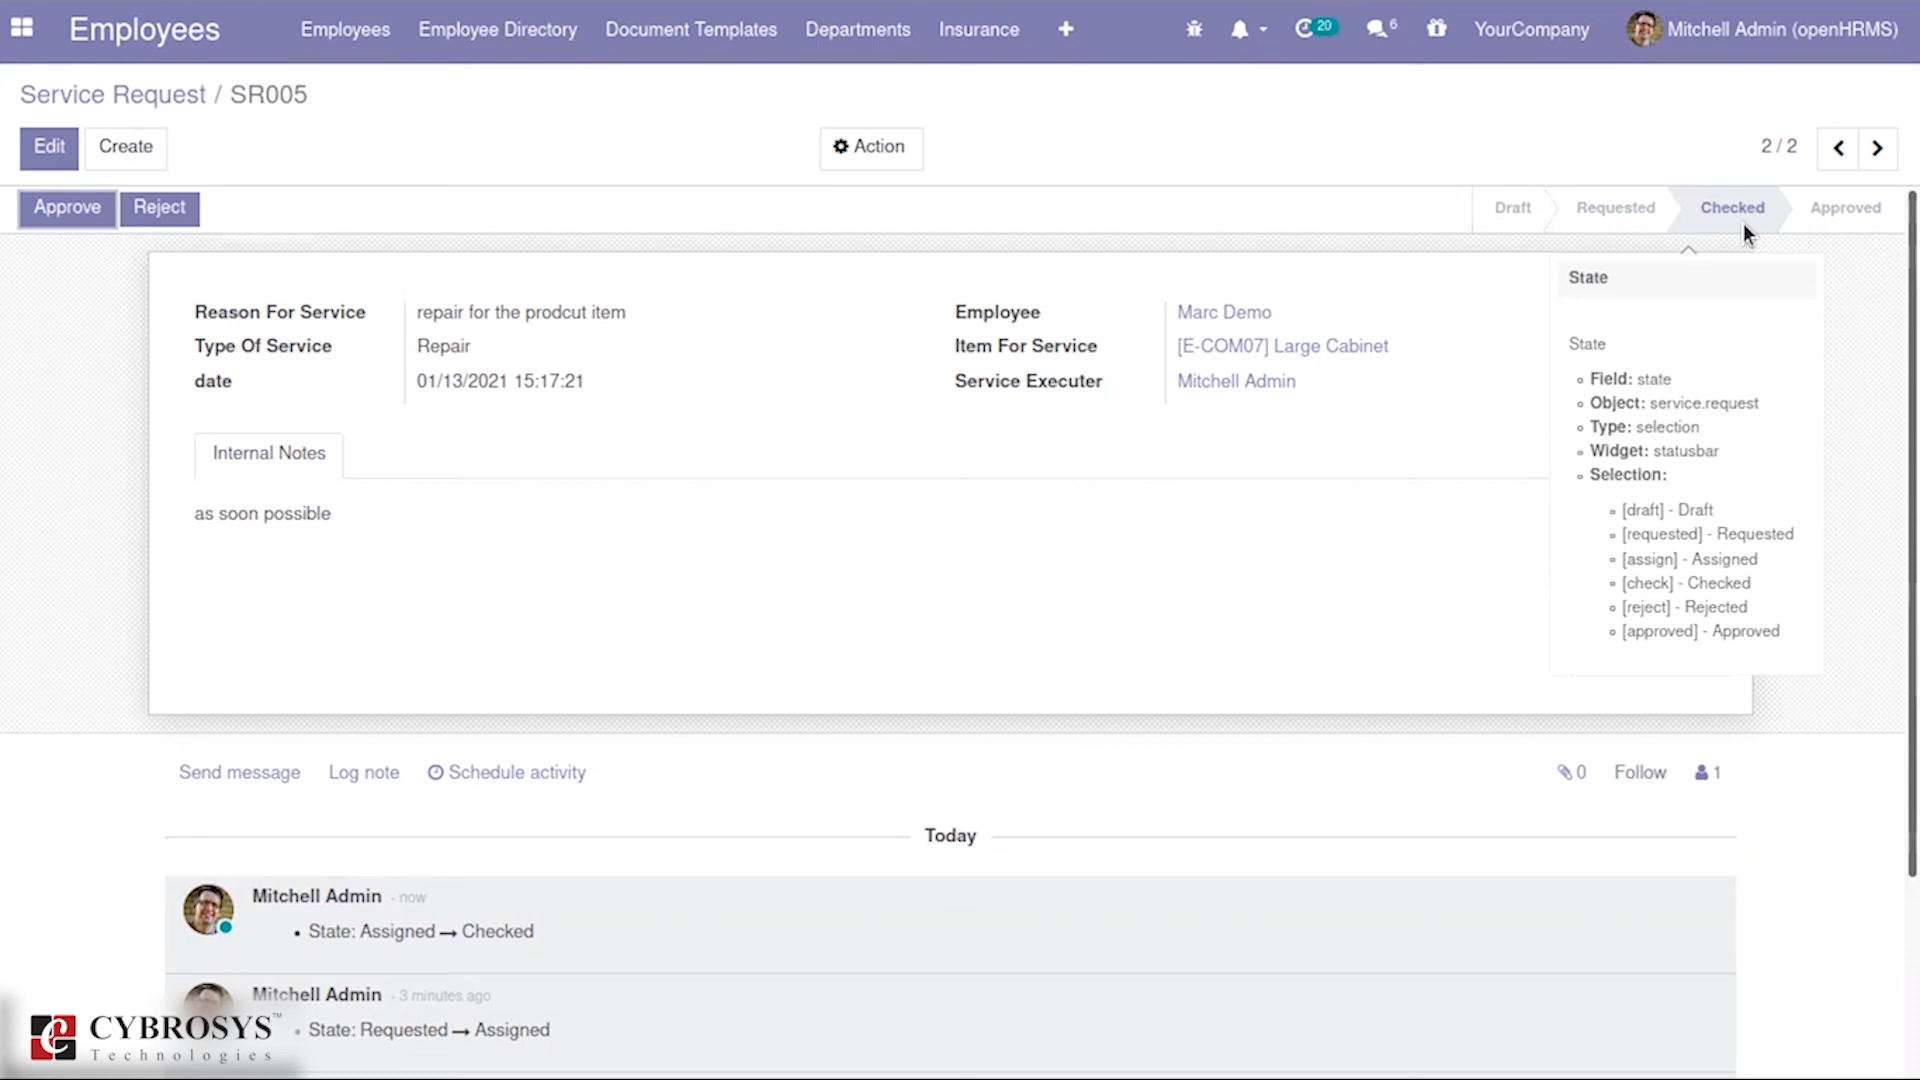 Employees Employees Employee Directory Document Templates Departments Insurance 20 6 YourCompany Mitchell Admin (openHRMS)
Service Request / SR005
Edit Create Action 2 / 2
Approve Reject Draft Requested Checked Approved
Reason For Service repair for the prodcut item
Type Of Service Repair
date 01/13/2021 15:17:21
Employee Marc Demo
Item For Service [E-COM07] Large Cabinet
Service Executer Mitchell Admin
Internal Notes
as soon possible
State
State
Field: state
Object: service.request
Type: selection
Widget: statusbar
Selection:
[draft] - Draft
[requested] - Requested
[assign] - Assigned
[check] - Checked
[reject] - Rejected
[approved] - Approved
Send message Log note Schedule activity 0 Follow 1
Today
Mitchell Admin - now
State: Assigned → Checked
Mitchell Admin - 3 minutes ago
State: Requested → Assigned
CYBROSYS™
Technologies